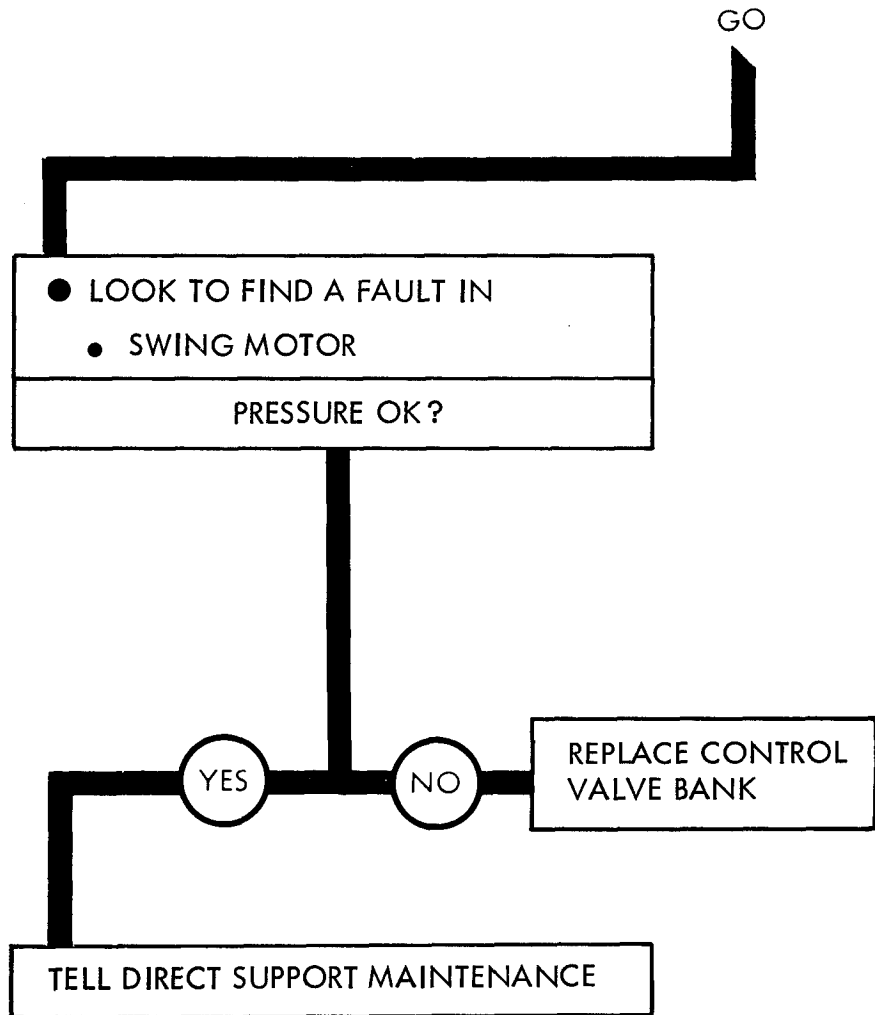 GO
● LOOK TO FIND A FAULT IN
● SWING MOTOR
PRESSURE OK?
YES
NO
REPLACE CONTROL
VALVE BANK
TELL DIRECT SUPPORT MAINTENANCE